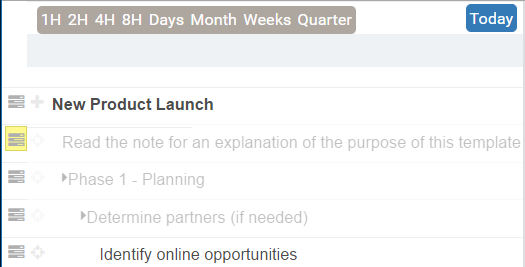 1H 2H 4H 8H Days Month Weeks Quarter Today
New Product Launch
Read the note for an explanation of the purpose of this template
Phase 1 - Planning
Determine partners (if needed)
Identify online opportunities